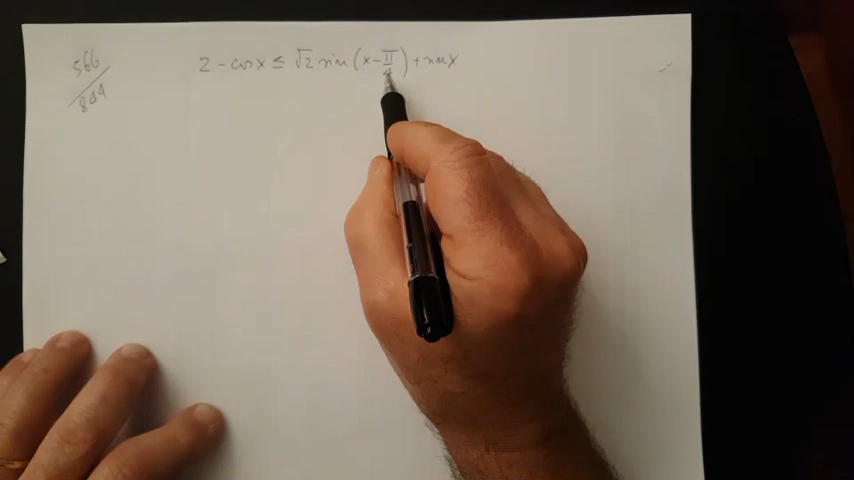 566
844
2 - cos x ≤ √2 sin (x - π/4) + sin x